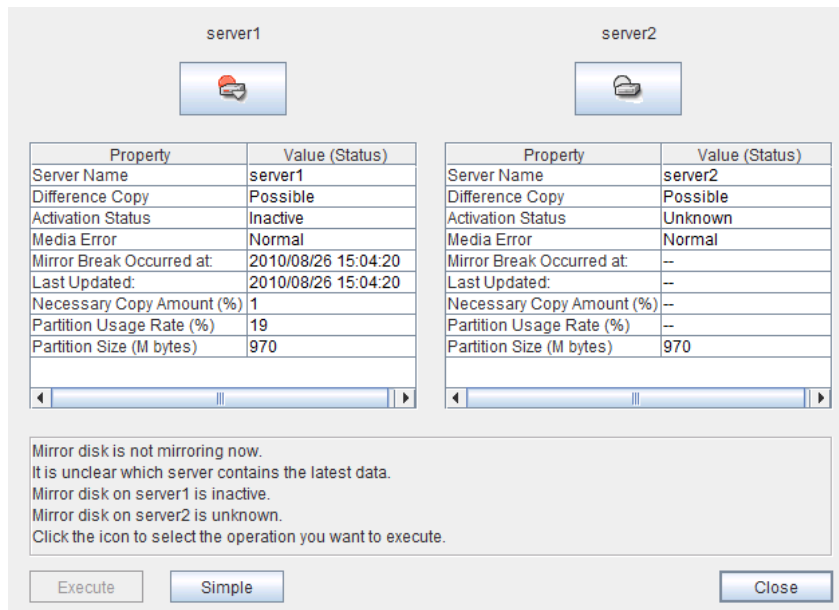 server1 server2
Property Value (Status) Property Value (Status)
Server Name server1 Server Name server2
Difference Copy Possible Difference Copy Possible
Activation Status Inactive Activation Status Unknown
Media Error Normal Media Error Normal
Mirror Break Occurred at: 2010/08/26 15:04:20 Mirror Break Occurred at: --
Last Updated: 2010/08/26 15:04:20 Last Updated: --
Necessary Copy Amount (%) 1 Necessary Copy Amount (%) --
Partition Usage Rate (%) 19 Partition Usage Rate (%) --
Partition Size (M bytes) 970 Partition Size (M bytes) 970
Mirror disk is not mirroring now.
It is unclear which server contains the latest data.
Mirror disk on server1 is inactive.
Mirror disk on server2 is unknown.
Click the icon to select the operation you want to execute.
Execute Simple Close